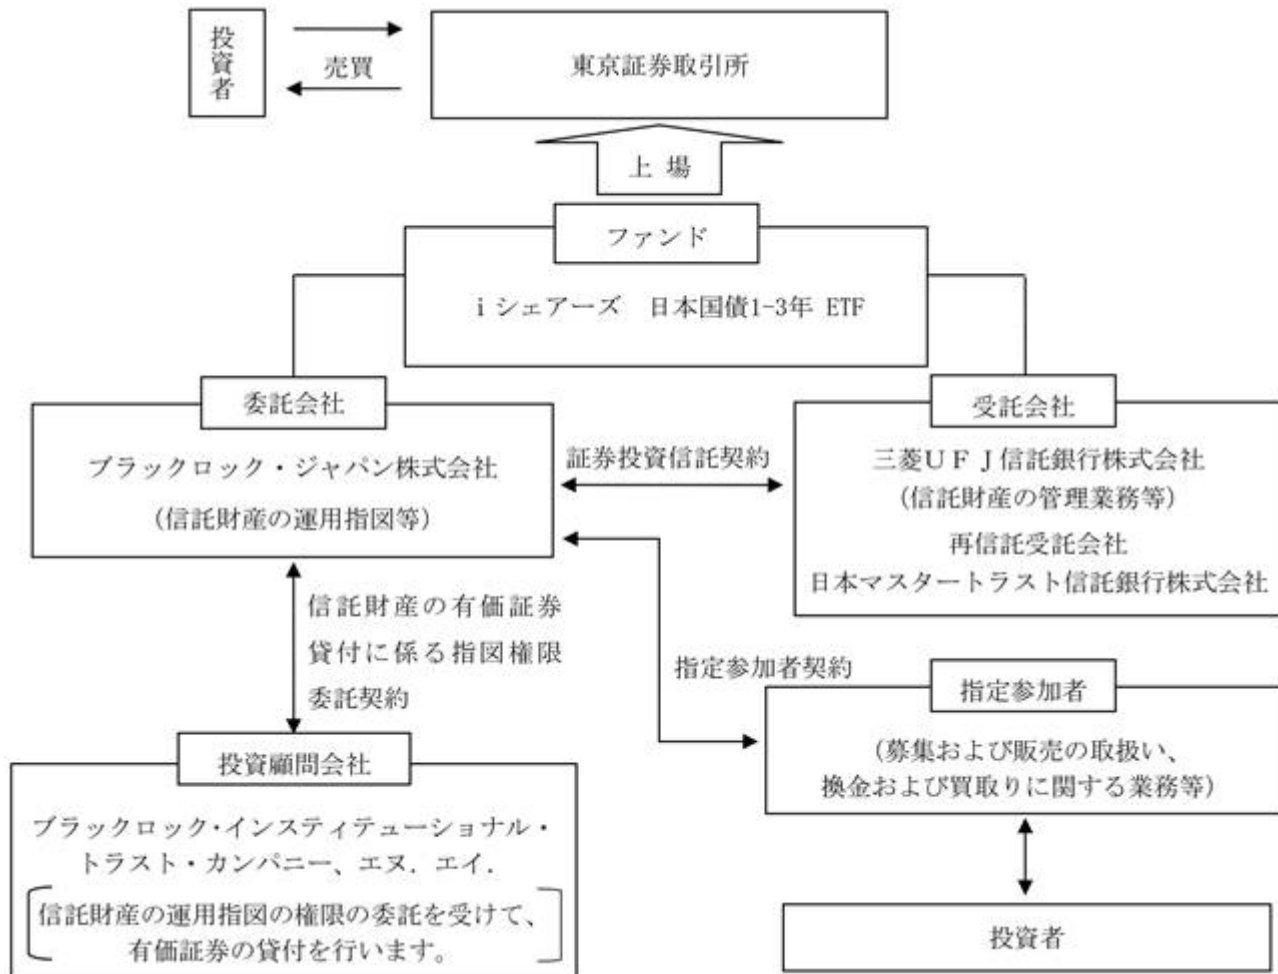 投資者
売買
東京証券取引所
上 場
ファンド
i シェアーズ 日本国債1-3年 ETF
委託会社
ブラックロック・ジャパン株式会社
(信託財産の運用指図等)
証券投資信託契約
受託会社
三菱UFJ信託銀行株式会社
(信託財産の管理業務等)
再信託受託会社
日本マスタートラスト信託銀行株式会社
信託財産の有価証券
貸付に係る指図権限
委託契約
指定参加者契約
指定参加者
(募集および販売の取扱い、
換金および買取りに関する業務等)
投資顧問会社
ブラックロック・インスティテューショナル・
トラスト・カンパニー、エヌ.エイ.
信託財産の運用指図の権限の委託を受けて、
有価証券の貸付を行います。
投資者